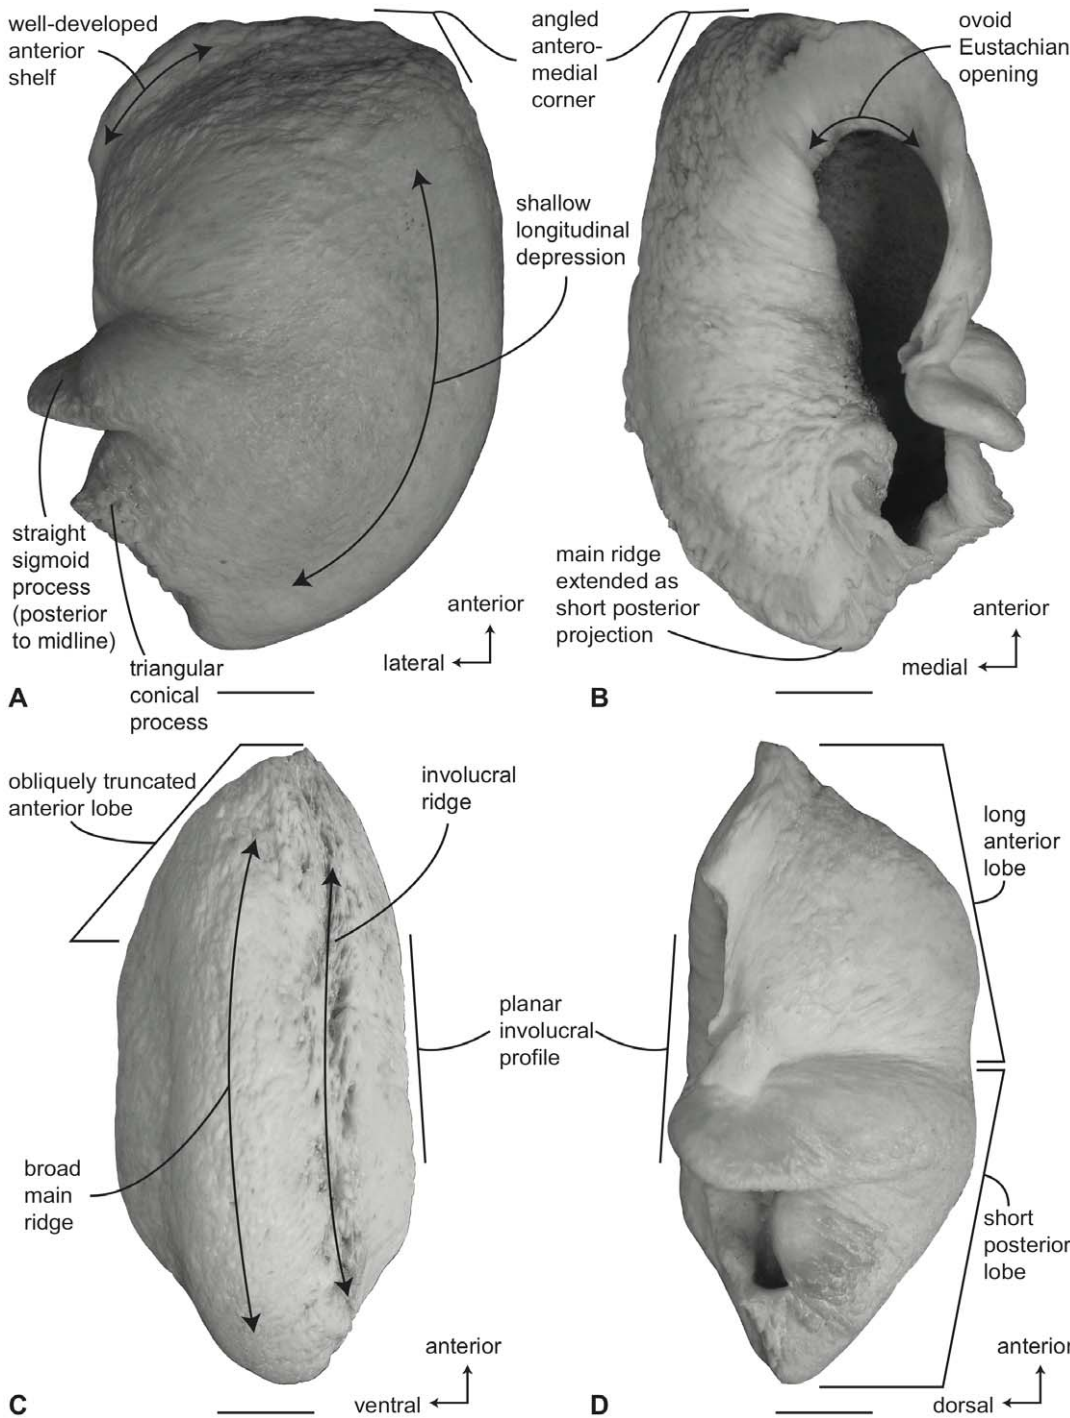 well-developed
anterior
shelf
angled
antero-
medial
corner
ovoid
Eustachian
opening
shallow
longitudinal
depression
straight
sigmoid
process
(posterior
to midline)
triangular
conical
process
anterior
lateral
A
main ridge
extended as
short posterior
projection
anterior
medial
B
obliquely truncated
anterior lobe
involucral
ridge
long
anterior
lobe
planar
involucral
profile
broad
main
ridge
short
posterior
lobe
anterior
ventral
C
anterior
dorsal
D